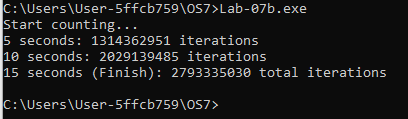 C:\Users\User-5ffcb759\OS7>Lab-07b.exe
Start counting...
5 seconds: 1314362951 iterations
10 seconds: 2029139485 iterations
15 seconds (Finish): 2793335030 total iterations
C:\Users\User-5ffcb759\OS7>